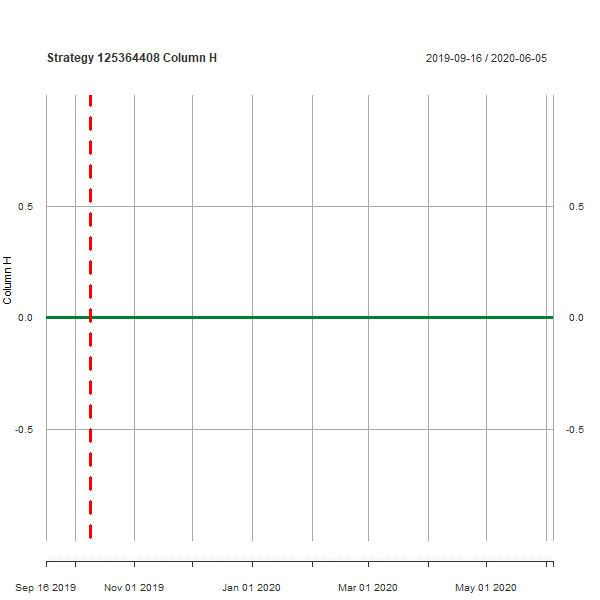 Strategy 125364408 Column H 2019-09-16 / 2020-06-05
0.5 0.5
Column H
0.0 0.0
-0.5 -0.5
Sep 16 2019 Nov 01 2019 Jan 01 2020 Mar 01 2020 May 01 2020